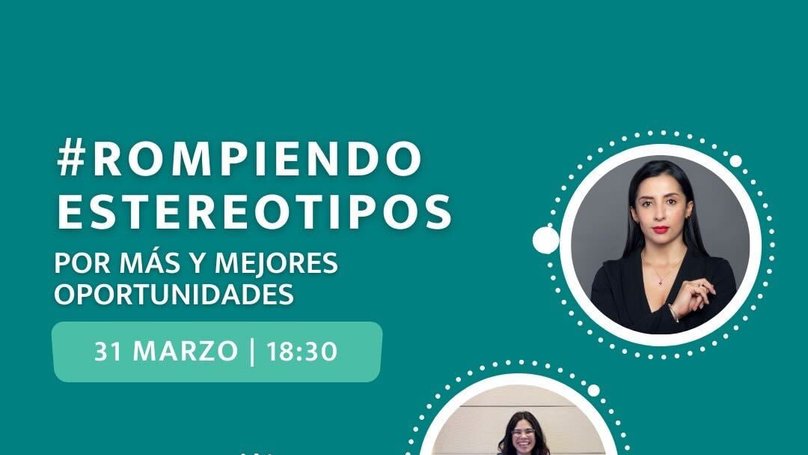 #ROMPIENDO
ESTEREOTIPOS
POR MÁS Y MEJORES
OPORTUNIDADES
31 MARZO | 18:30